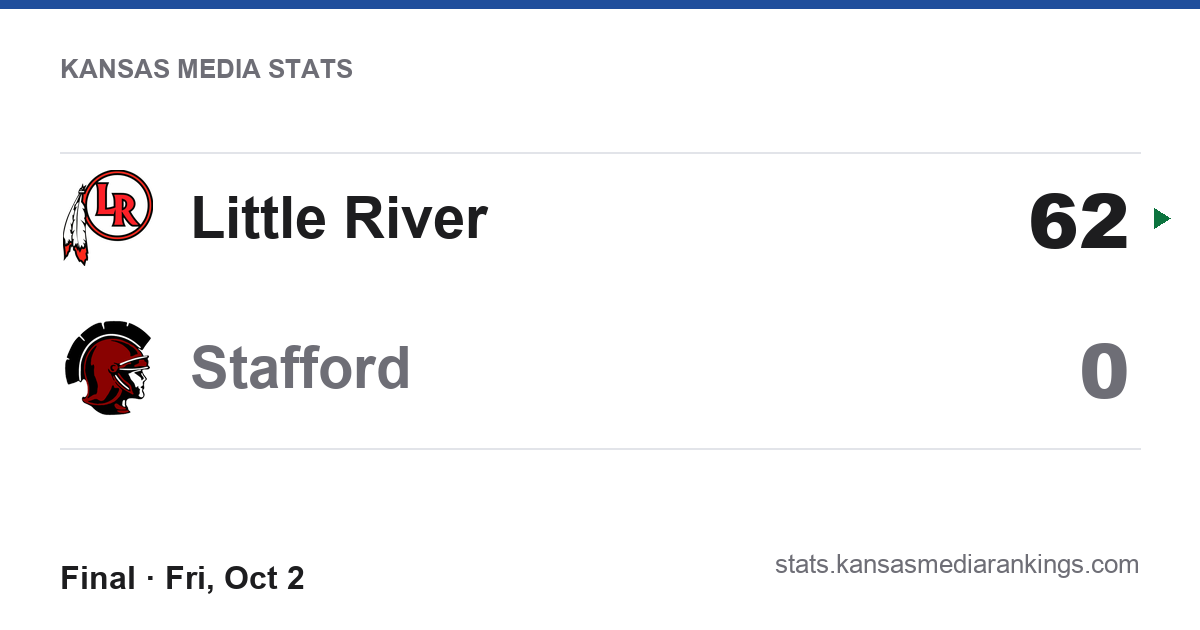 KANSAS MEDIA STATS
LR
Little River
62
Stafford
0
Final · Fri, Oct 2
stats.kansasmediarankings.com